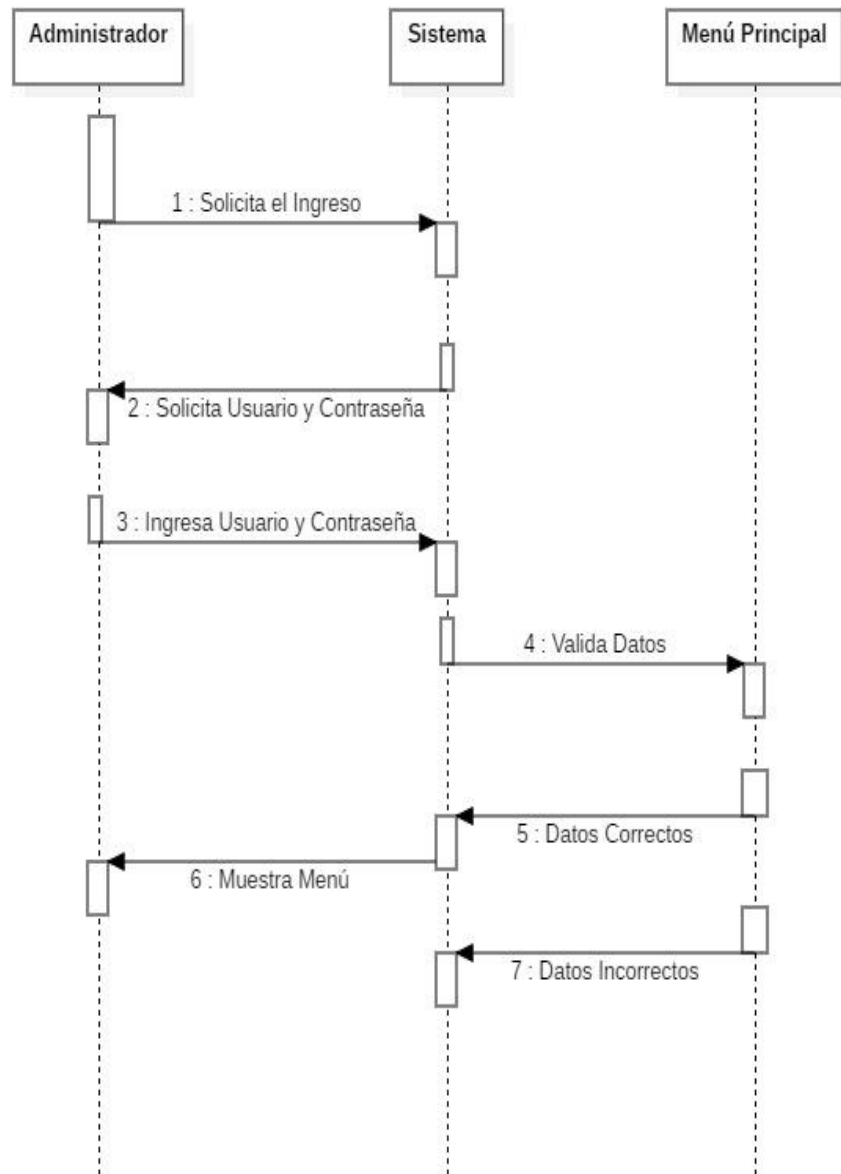 Administrador
Sistema
Menú Principal
1 : Solicita el Ingreso
2 : Solicita Usuario y Contraseña
3 : Ingresa Usuario y Contraseña
4 : Valida Datos
5 : Datos Correctos
6 : Muestra Menú
7 : Datos Incorrectos